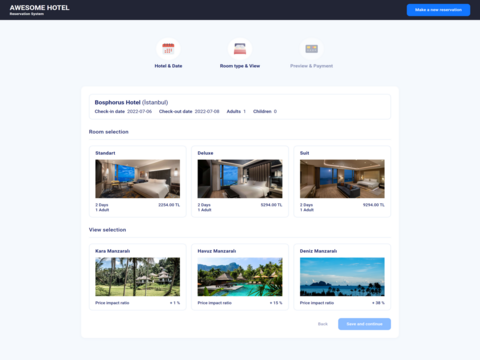 AWESOME HOTEL
Reservation System
Make a new reservation
Hotel & Date
Room type & View
Preview & Payment
Bosphorus Hotel (İstanbul)
Check-in date 2022-07-06 Check-out date 2022-07-08 Adults 1 Children 0
Room selection
Standart
2 Days 2254.00 TL
1 Adult
Deluxe
2 Days 5294.00 TL
1 Adult
Suit
2 Days 9294.00 TL
1 Adult
View selection
Kara Manzaralı
Price impact ratio + 1 %
Havuz Manzaralı
Price impact ratio + 15 %
Deniz Manzaralı
Price impact ratio + 38 %
Back
Save and continue